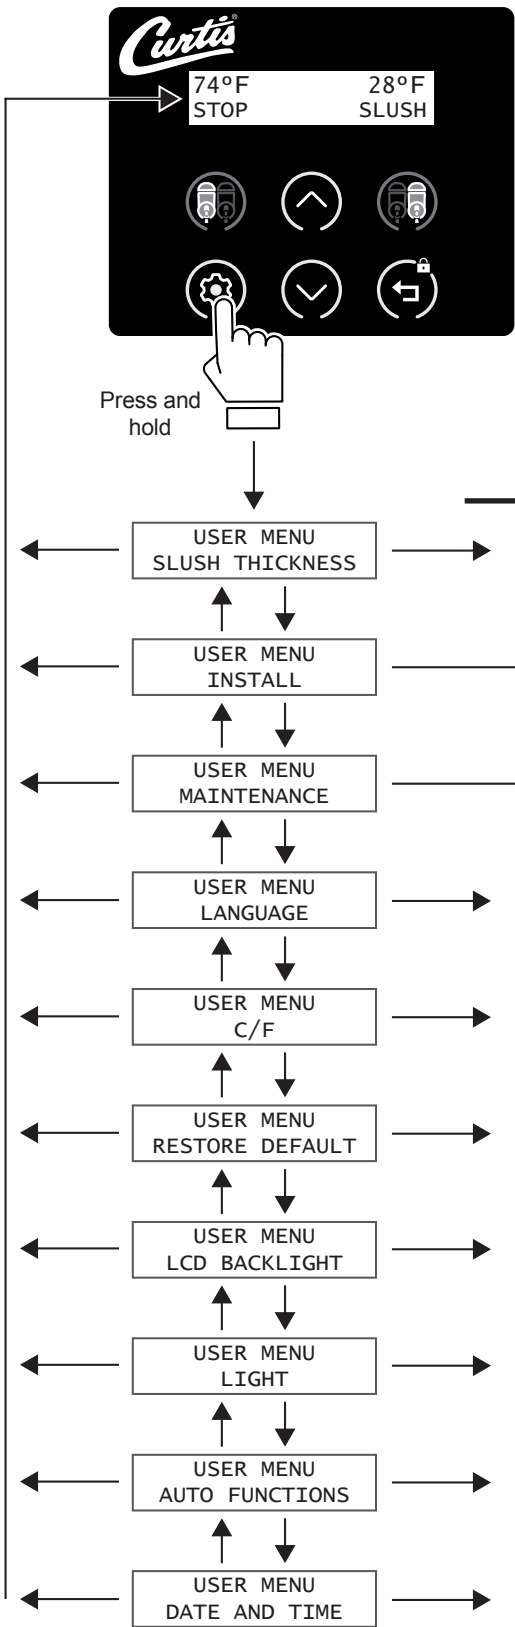 Curtis
74°F 28°F
STOP SLUSH
Press and
hold
USER MENU
SLUSH THICKNESS
USER MENU
INSTALL
USER MENU
MAINTENANCE
USER MENU
LANGUAGE
USER MENU
C/F
USER MENU
RESTORE DEFAULT
USER MENU
LCD BACKLIGHT
USER MENU
LIGHT
USER MENU
AUTO FUNCTIONS
USER MENU
DATE AND TIME